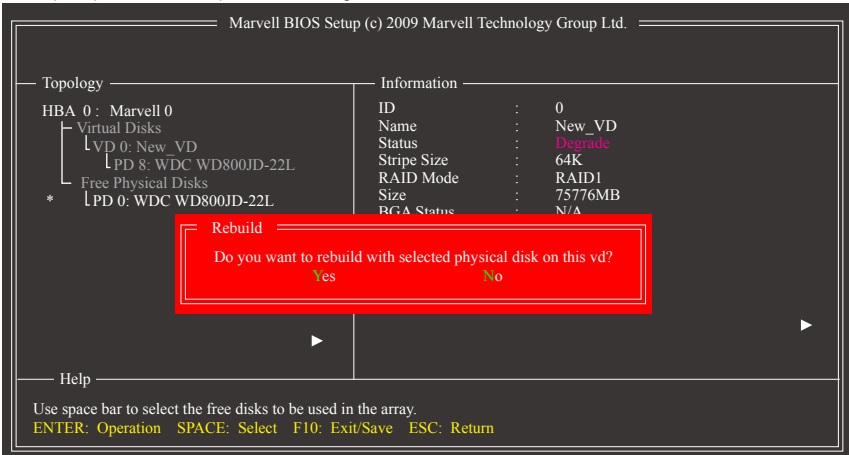 Marvell BIOS Setup (c) 2009 Marvell Technology Group Ltd.
Topology
HBA 0 : Marvell 0
Virtual Disks
VD 0: New_VD
PD 8: WDC WD800JD-22L
Free Physical Disks
* PD 0: WDC WD800JD-22L
Information
ID : 0
Name : New_VD
Status : Degrade
Stripe Size : 64K
RAID Mode : RAID1
Size : 75776MB
BGA Status : N/A
Rebuild
Do you want to rebuild with selected physical disk on this vd?
Yes No
Help
Use space bar to select the free disks to be used in the array.
ENTER: Operation SPACE: Select F10: Exit/Save ESC: Return